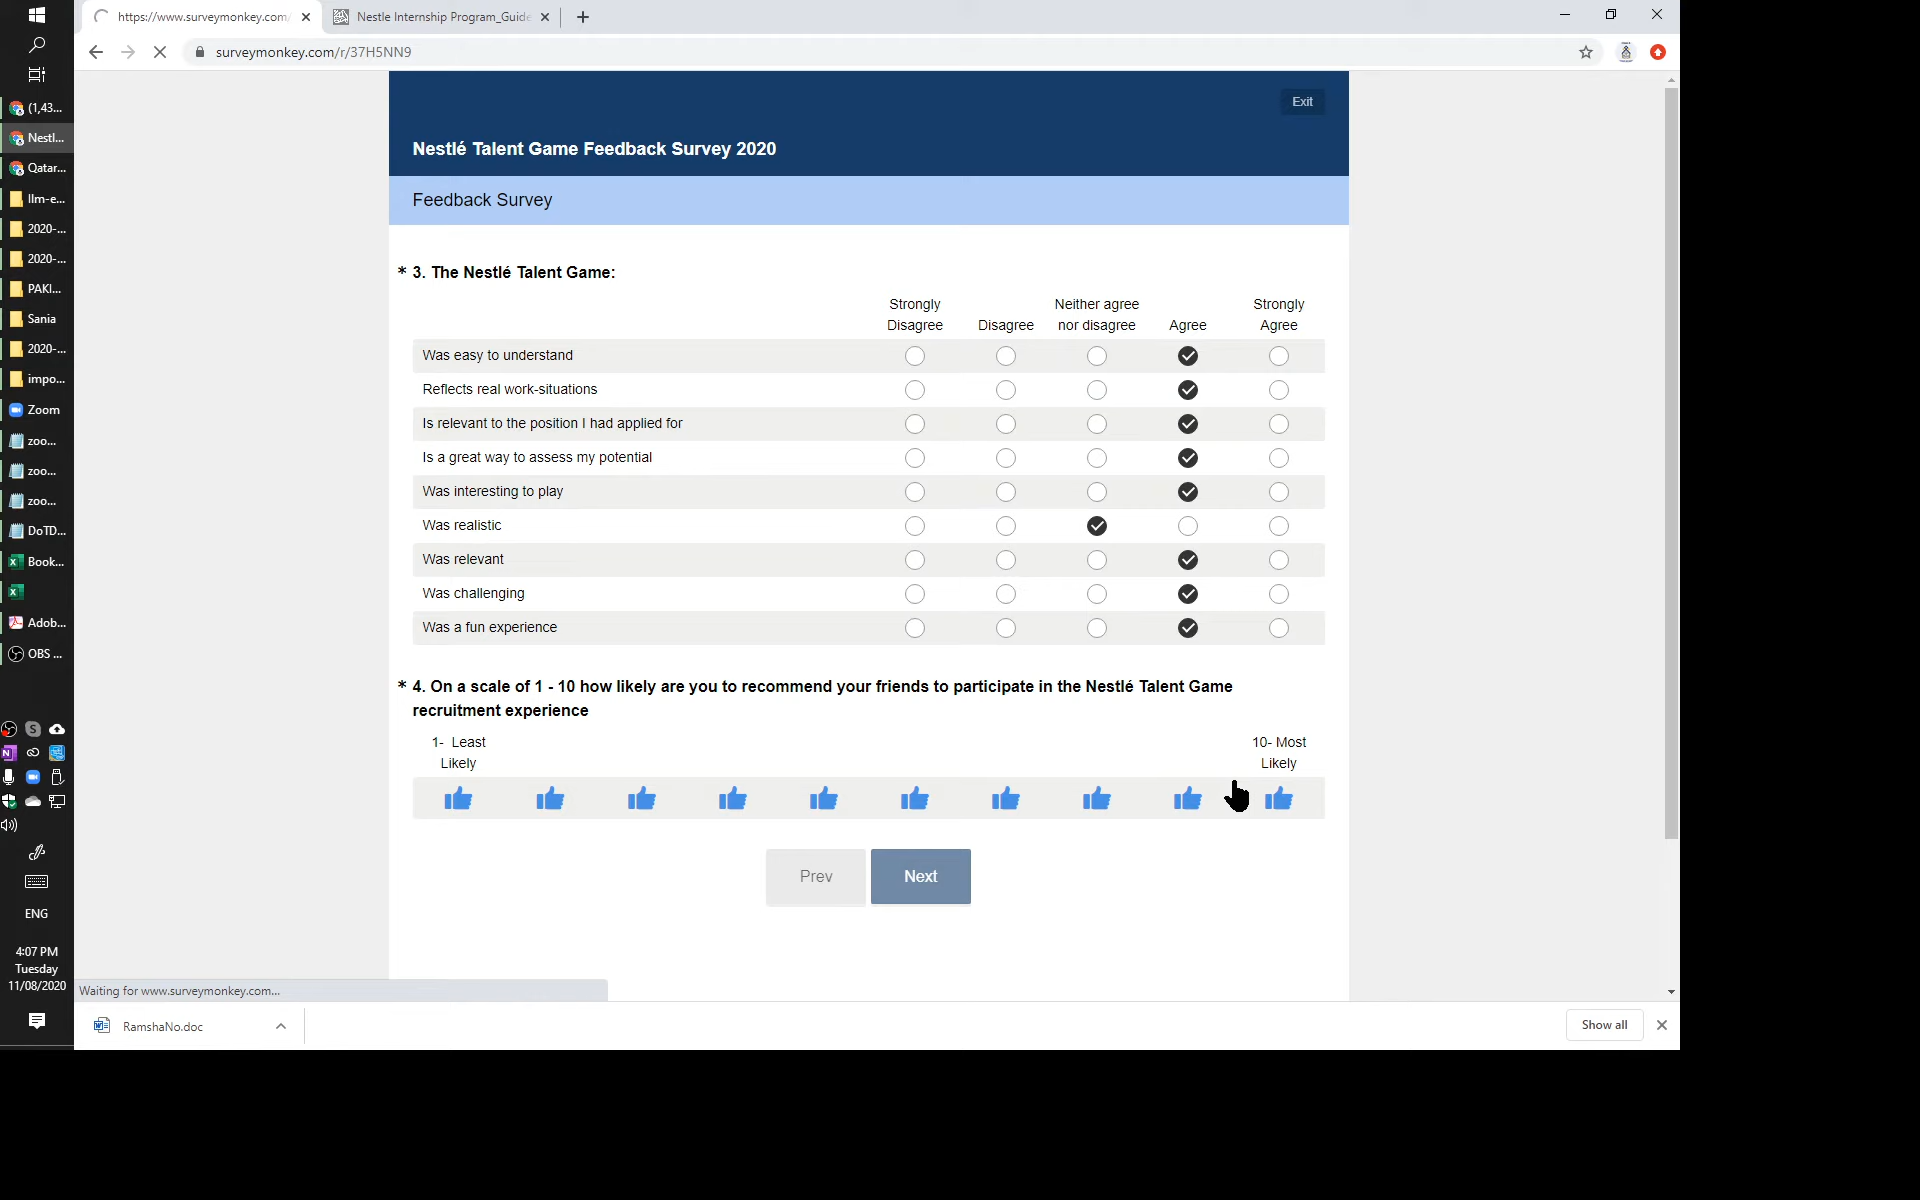 https://www.surveymonkey.com/
Nestle Internship Program_Guide
surveymonkey.com/r/37H5NN9
(1,43...
Nestl...
Qatar...
llm-e...
2020-...
2020-...
PAKI...
Sania
2020-...
impo...
Zoom
zoo...
zoo...
zoo...
DoTD...
Book...
Adob...
OBS ...
ENG
4:07 PM
Tuesday
11/08/2020
Exit
Nestlé Talent Game Feedback Survey 2020
Feedback Survey
* 3. The Nestlé Talent Game:
Strongly Disagree Disagree Neither agree nor disagree Agree Strongly Agree
Was easy to understand
Reflects real work-situations
Is relevant to the position I had applied for
Is a great way to assess my potential
Was interesting to play
Was realistic
Was relevant
Was challenging
Was a fun experience
* 4. On a scale of 1 - 10 how likely are you to recommend your friends to participate in the Nestlé Talent Game
recruitment experience
1- Least Likely 10- Most Likely
Prev Next
Waiting for www.surveymonkey.com...
RamshaNo.doc
Show all